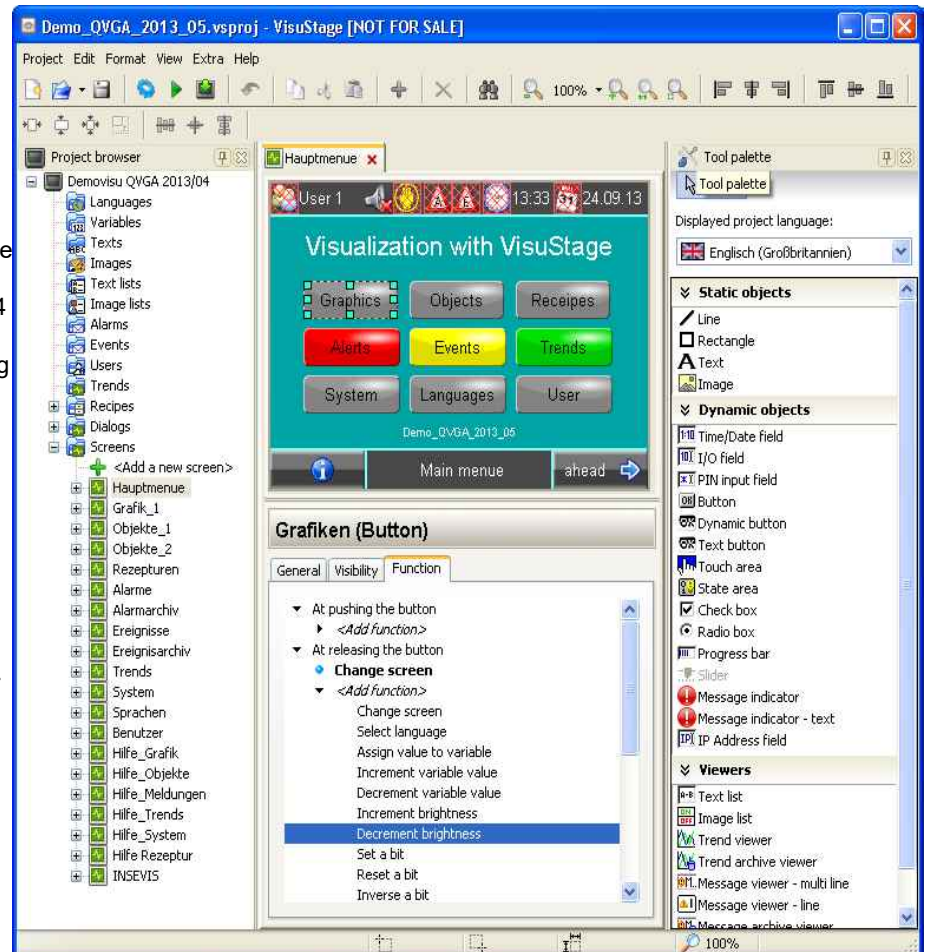 Demo_QVGA_2013_05.vsproj - VisuStage [NOT FOR SALE]
Project Edit Format View Extra Help
100%
Project browser
Demovisu QVGA 2013/04
Languages
Variables
Texts
Images
Text lists
Image lists
Alarms
Events
Users
Trends
Recipes
Dialogs
Screens
<Add a new screen>
Hauptmenue
Grafik_1
Objekte_1
Objekte_2
Rezepturen
Alarme
Alarmarchiv
Ereignisse
Ereignisarchiv
Trends
System
Sprachen
Benutzer
Hilfe_Grafik
Hilfe_Objekte
Hilfe_Meldungen
Hilfe_Trends
Hilfe_System
Hilfe Rezeptur
INSEVIS
e
4
g
Hauptmenue
User 1 A E 13:33 31 24.09.13
Visualization with VisuStage
Graphics Objects Receipes
Alerts Events Trends
System Languages User
Demo_QVGA_2013_05
Main menue ahead
Grafiken (Button)
General Visibility Function
At pushing the button
<Add function>
At releasing the button
Change screen
<Add function>
Change screen
Select language
Assign value to variable
Increment variable value
Decrement variable value
Increment brightness
Decrement brightness
Set a bit
Reset a bit
Inverse a bit
Tool palette
Tool palette
Displayed project language:
Englisch (Großbritannien)
Static objects
Line
Rectangle
Text
Image
Dynamic objects
Time/Date field
I/O field
PIN input field
Button
Dynamic button
Text button
Touch area
State area
Check box
Radio box
Progress bar
Slider
Message indicator
Message indicator - text
IP Address field
Viewers
Text list
Image list
Trend viewer
Trend archive viewer
Message viewer - multi line
Message viewer - line
Message archive viewer
100%